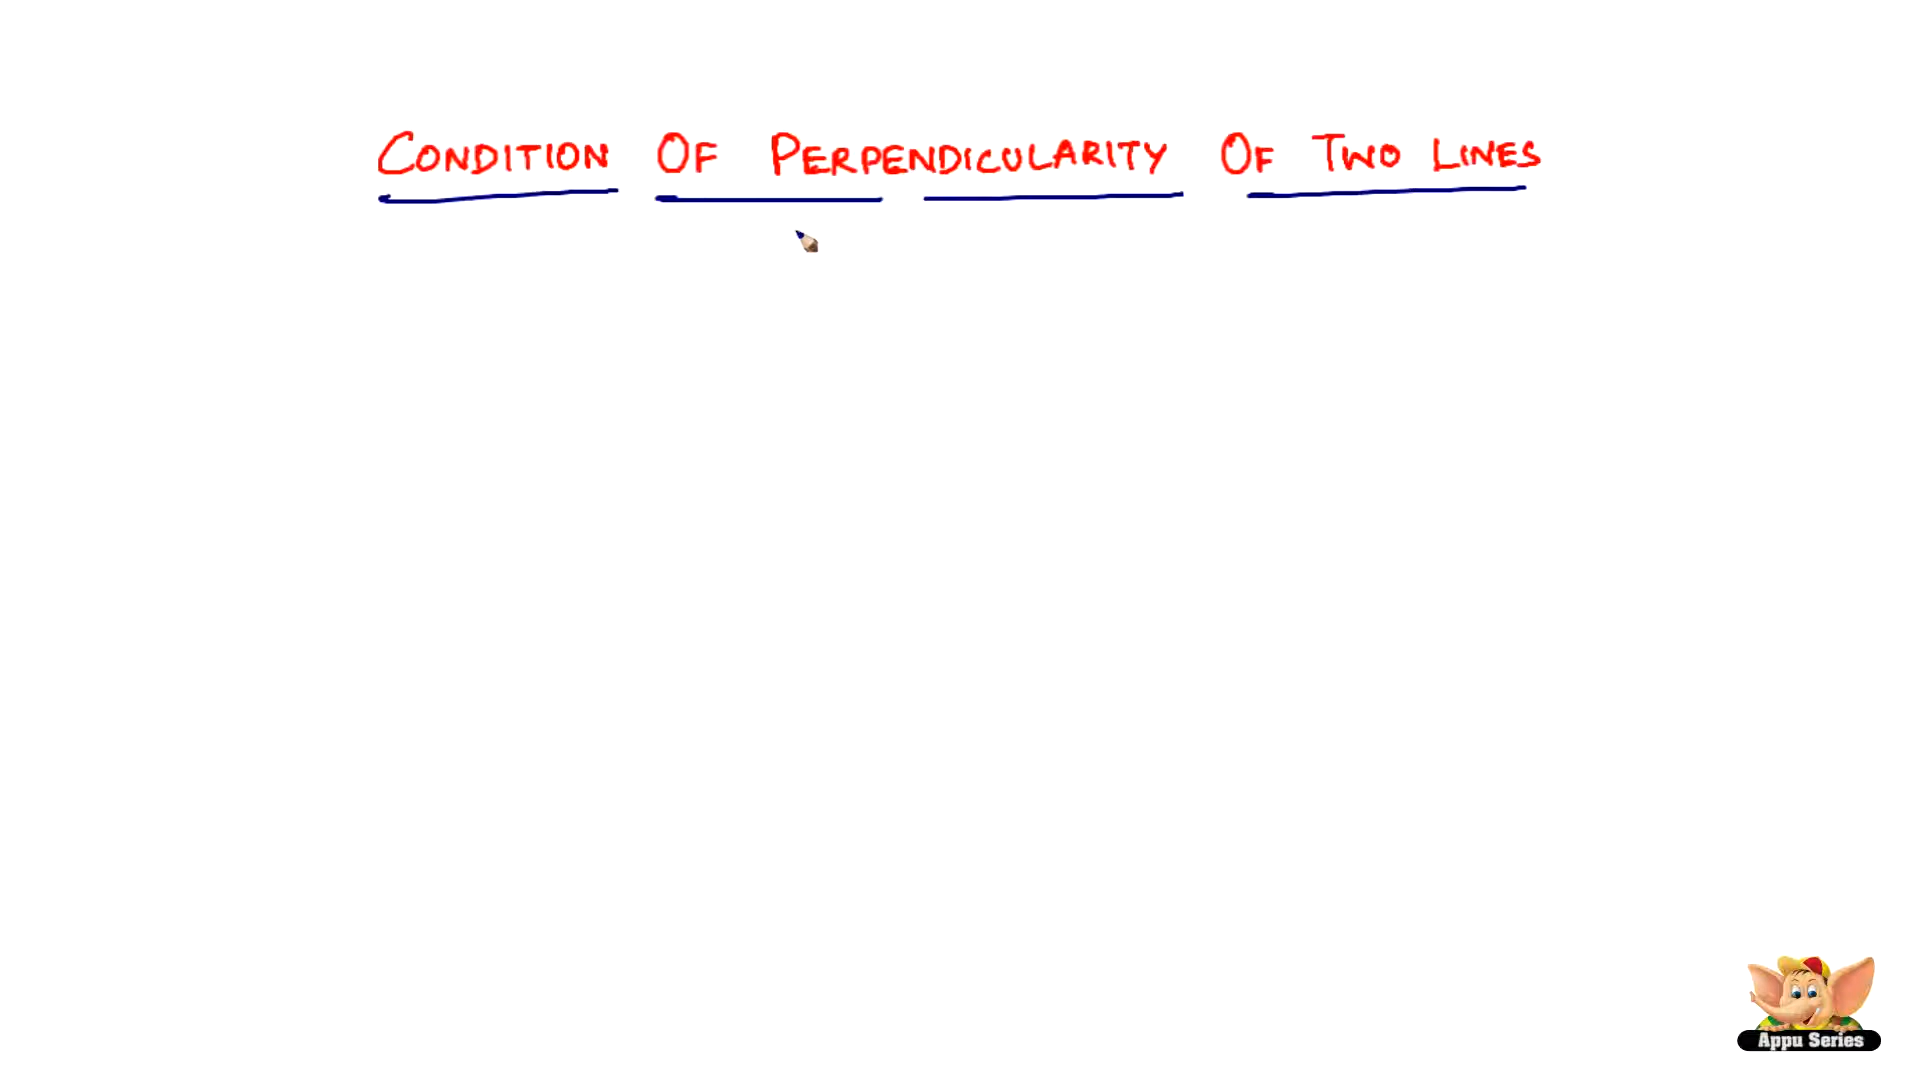 CONDITION OF PERPENDICULARITY OF TWO LINES
Appu Series